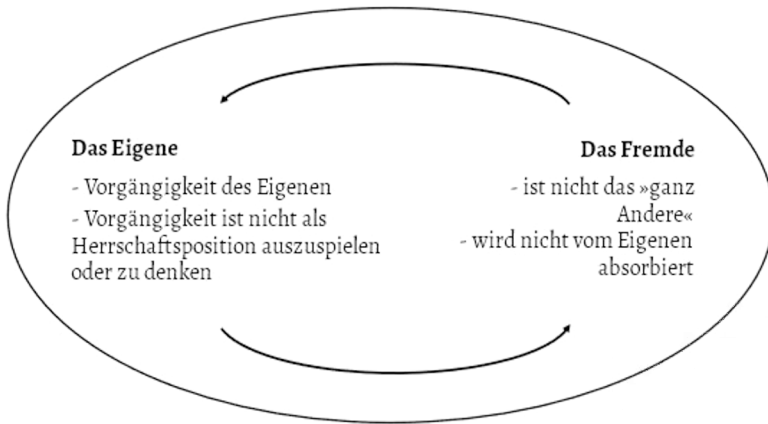 Das Eigene
- Vorgängigkeit des Eigenen
- Vorgängigkeit ist nicht als
Herrschaftsposition auszuspielen
oder zu denken
Das Fremde
- ist nicht das »ganz
Andere«
- wird nicht vom Eigenen
absorbiert